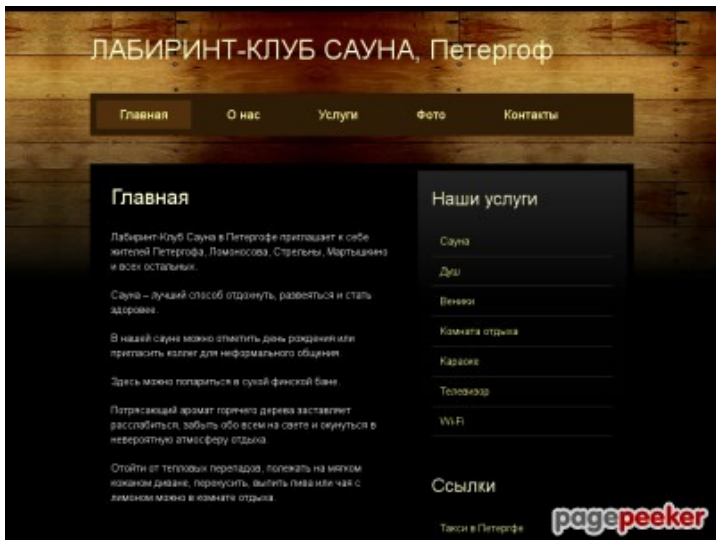 ЛАБИРИНТ-КЛУБ САУНА, Петергоф
Главная О нас Услуги Фото Контакты
Главная
Лабиринт-Клуб Сауна в Петергофе приглашает к себе
жителей Петергофа, Ломоносова, Стрельны, Мартышкино
и всех остальных.
Сауна – лучший способ отдохнуть, развеяться и стать
здоровее.
В нашей сауне можно отметить день рождения или
пригласить коллег для неформального общения.
Здесь можно попариться в сухой финской бане.
Потрясающий аромат горячего дерева заставляет
расслабиться, забыть обо всем на свете и окунуться в
невероятную атмосферу отдыха.
Отойти от тепловых перепадов, полежать на мягком
кожаном диване, перекусить, выпить пива или чая с
лимоном можно в комнате отдыха.
Наши услуги
Сауна
Душ
Веники
Комната отдыха
Караоке
Телевизор
Wi-Fi
Ссылки
Такси в Петергфе
pagepeeker